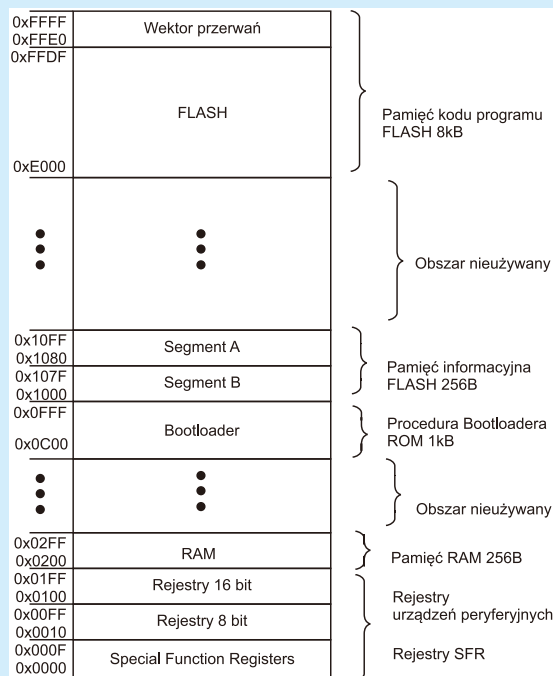 0xFFFF
0xFFE0
Wektor przerwań
0xFFDF
FLASH
0xE000
Pamięć kodu programu
FLASH 8kB
Obszar nieużywany
0x10FF
0x1080
Segment A
0x107F
0x1000
Segment B
Pamięć informacyjna
FLASH 256B
0x0FFF
0x0C00
Bootloader
Procedura Bootloadera
ROM 1kB
Obszar nieużywany
0x02FF
0x0200
RAM
Pamięć RAM 256B
0x01FF
0x0100
Rejestry 16 bit
0x00FF
0x0010
Rejestry 8 bit
Rejestry
urządzeń peryferyjnych
0x000F
0x0000
Special Function Registers
Rejestry SFR